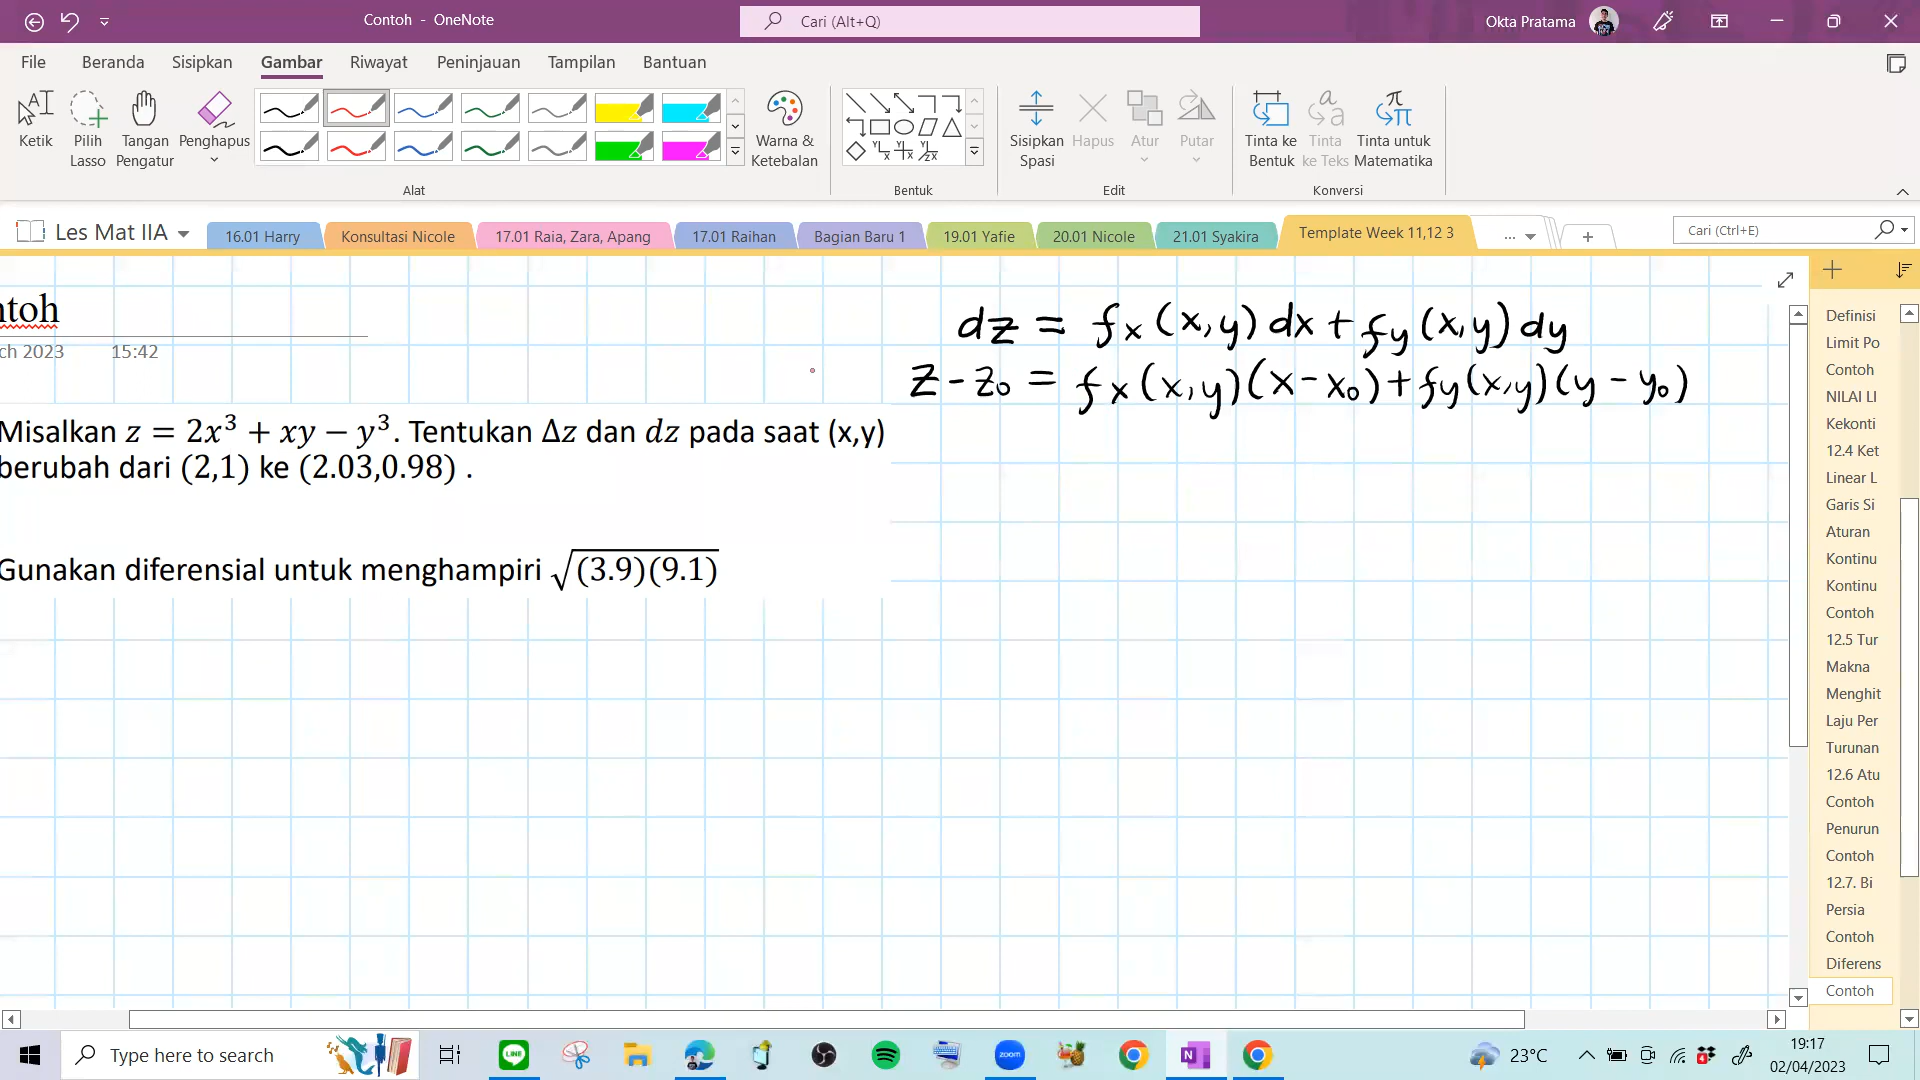 Contoh - OneNote
Cari (Alt+Q)
Okta Pratama
File Beranda Sisipkan Gambar Riwayat Peninjauan Tampilan Bantuan
Ketik
Pilih Lasso
Tangan Pengatur
Penghapus
Warna & Ketebalan
Sisipkan Spasi
Hapus
Atur
Putar
Tinta ke Bentuk
Tinta ke Teks
Tinta untuk Matematika
Alat
Bentuk
Edit
Konversi
Les Mat IIA
16.01 Harry
Konsultasi Nicole
17.01 Raia, Zara, Apang
17.01 Raihan
Bagian Baru 1
19.01 Yafie
20.01 Nicole
21.01 Syakira
Template Week 11,12 3
...
Cari (Ctrl+E)
ntoh
ch 2023 15:42
dz = fx (x,y) dx + fy (x,y) dy
z - z₀ = fx (x,y) (x - x₀) + fy (x,y) (y - y₀)
Misalkan z = 2x³ + xy − y³. Tentukan Δz dan dz pada saat (x,y)
berubah dari (2,1) ke (2.03,0.98) .
Gunakan diferensial untuk menghampiri √(3.9)(9.1)
Definisi
Limit Po
Contoh
NILAI LI
Kekonti
12.4 Ket
Linear L
Garis Si
Aturan
Kontinu
Kontinu
Contoh
12.5 Tur
Makna
Menghit
Laju Per
Turunan
12.6 Atu
Contoh
Penurun
Contoh
12.7. Bi
Persia
Contoh
Diferens
Contoh
Type here to search
LINE
zoom
23°C
19:17
02/04/2023